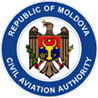 REPUBLIC OF MOLDOVA
CIVIL AVIATION AUTHORITY